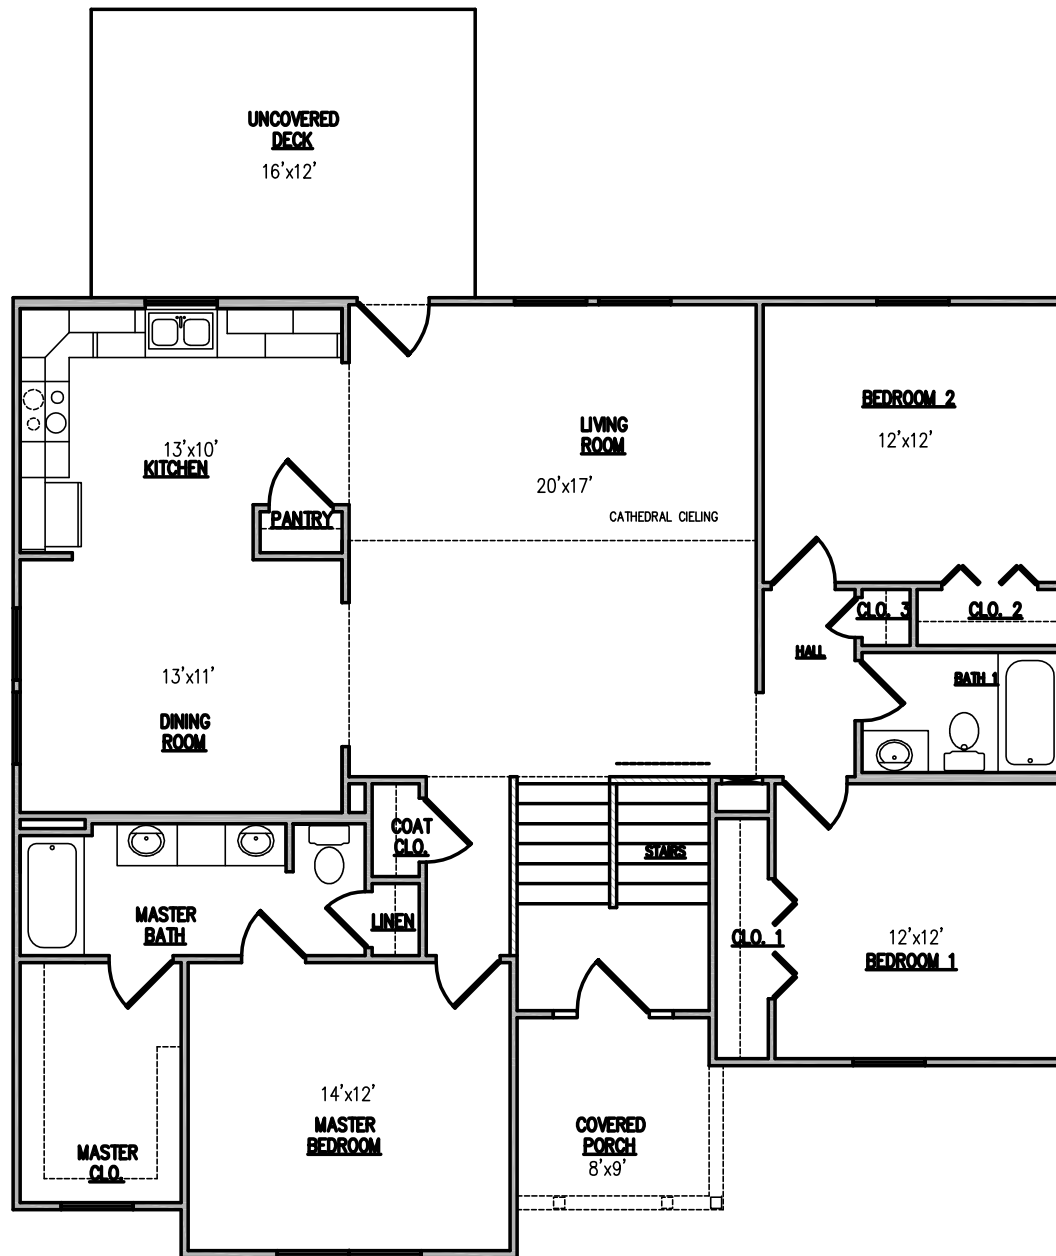 UNCOVERED
DECK
16'x12'
13'x10'
KITCHEN
PANTRY
LIVING
ROOM
20'x17'
CATHEDRAL CIELING
BEDROOM 2
12'x12'
CLO. 3
CLO. 2
HALL
BATH 1
13'x11'
DINING
ROOM
COAT
CLO.
STAIRS
LINEN
MASTER
BATH
CLO. 1
12'x12'
BEDROOM 1
14'x12'
MASTER
BEDROOM
MASTER
CLO.
COVERED
PORCH
8'x9'